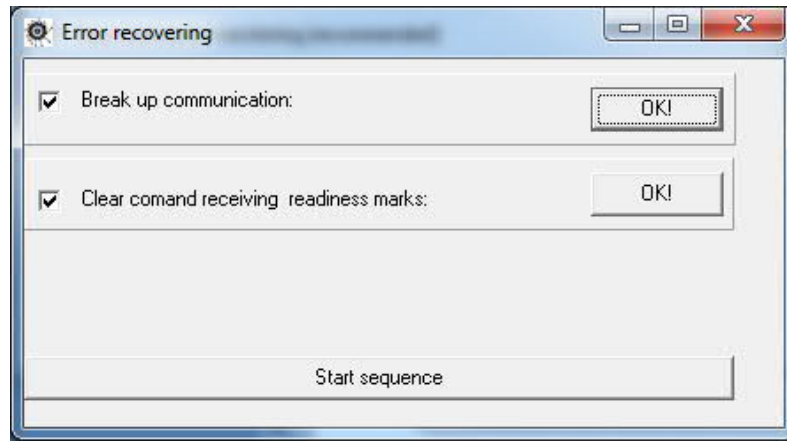 Error recovering
Break up communication:
OK!
Clear comand receiving readiness marks:
OK!
Start sequence